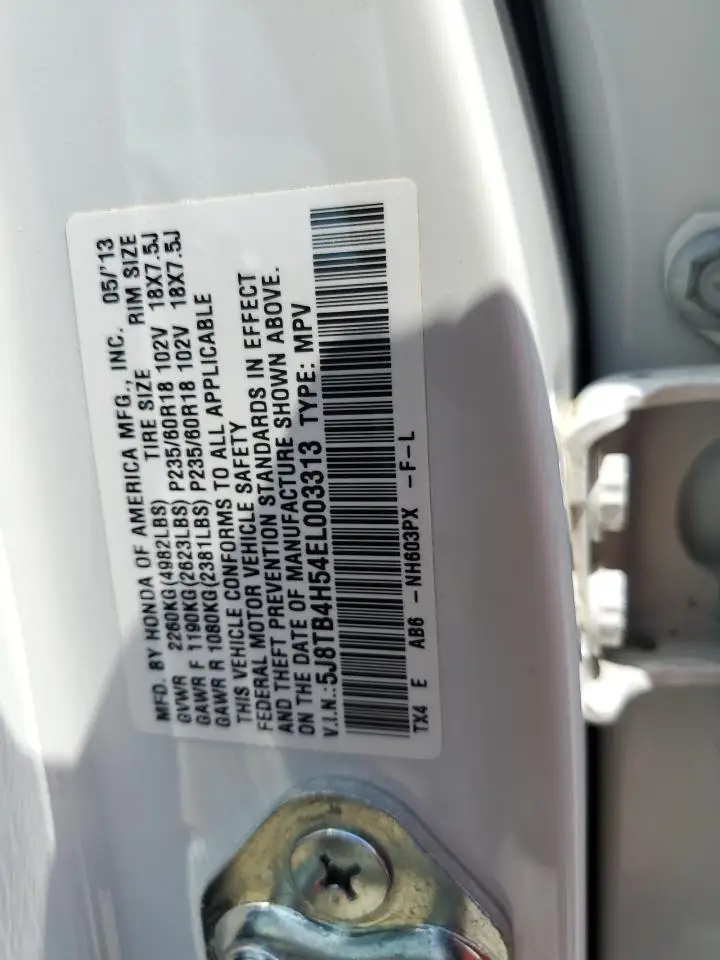 MFD. BY HONDA OF AMERICA MFG., INC. 05/'13
TIRE SIZE RIM SIZE
GVWR 2260KG(4982LBS)
GAWR F 1190KG(2623LBS) P235/60R18 102V 18X7.5J
GAWR R 1080KG(2381LBS) P235/60R18 102V 18X7.5J
THIS VEHICLE CONFORMS TO ALL APPLICABLE
FEDERAL MOTOR VEHICLE SAFETY
AND THEFT PREVENTION STANDARDS IN EFFECT
ON THE DATE OF MANUFACTURE SHOWN ABOVE.
V.I.N.:5J8TB4H54EL003313 TYPE: MPV
TX4 E AB6 -NH603PX -F-L